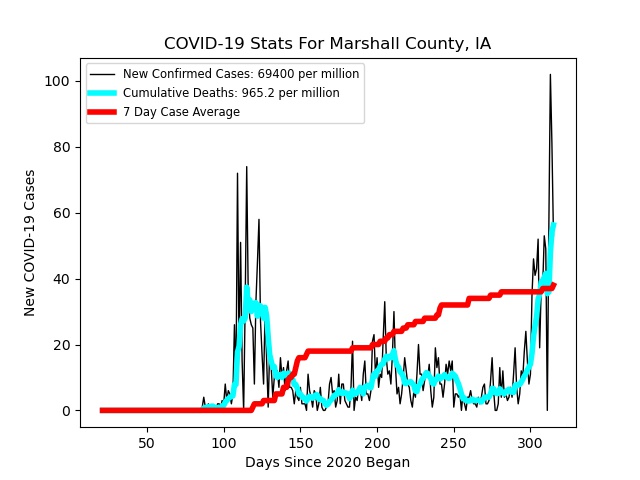 COVID-19 Stats For Marshall County, IA
New Confirmed Cases: 69400 per million
Cumulative Deaths: 965.2 per million
7 Day Case Average
New COVID-19 Cases
100
80
60
40
20
0
50 100 150 200 250 300
Days Since 2020 Began